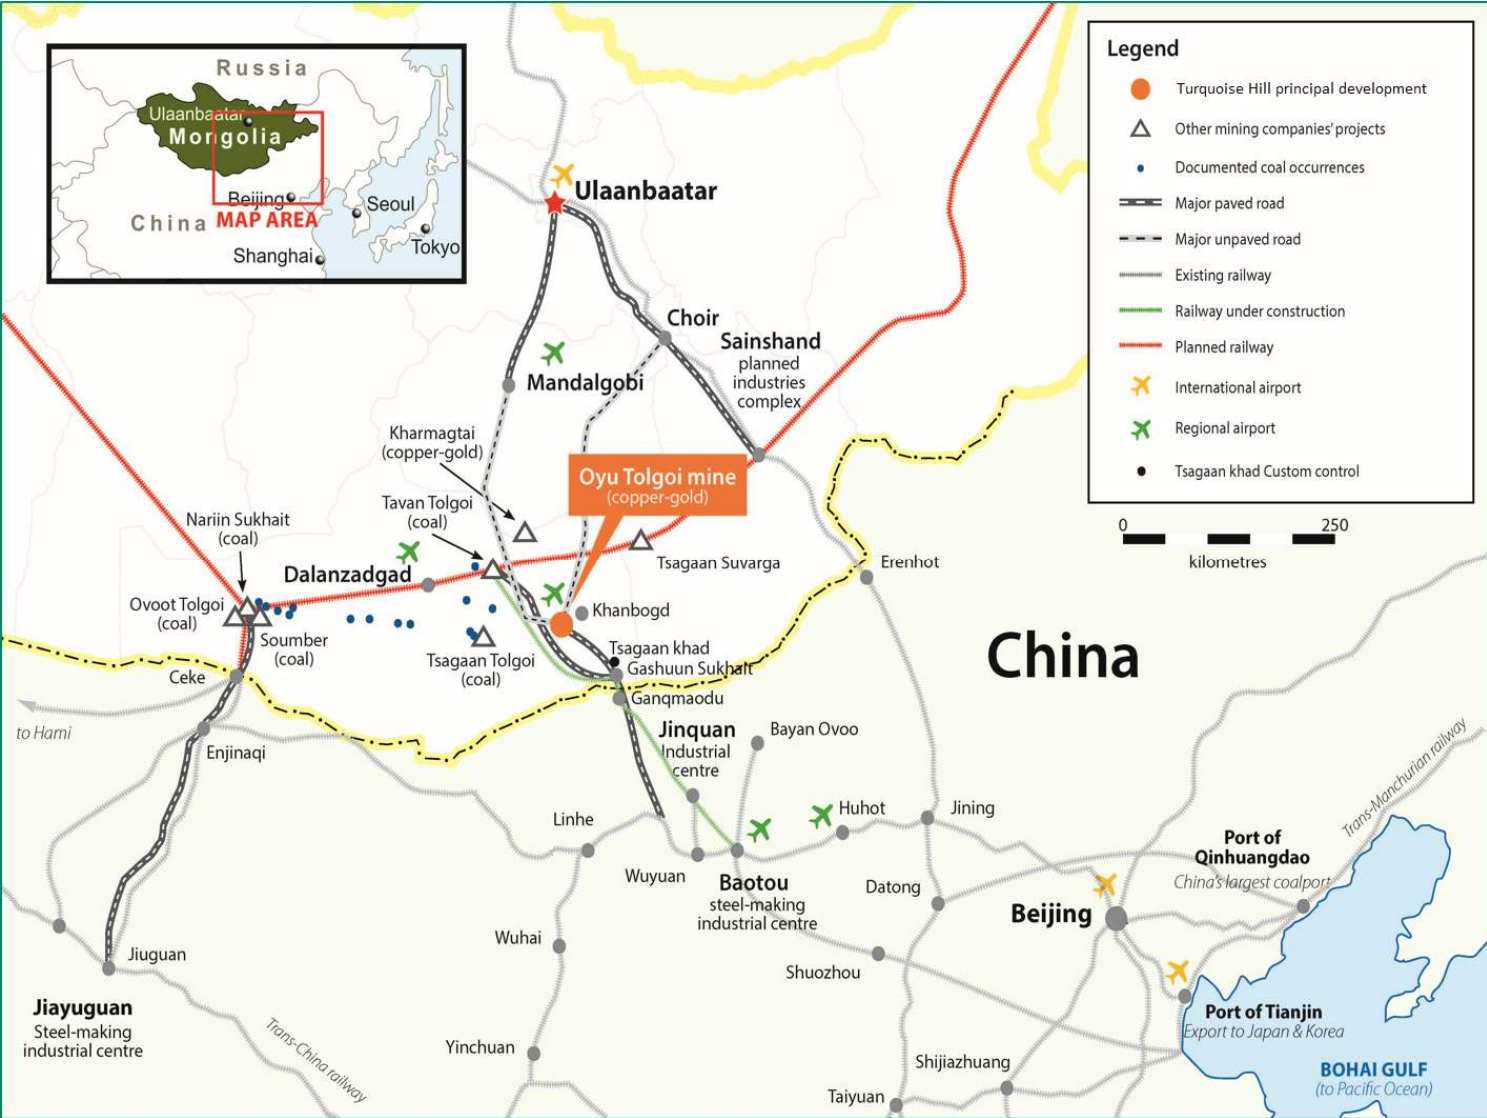 Russia
Ulaanbaatar
Mongolia
Beijing
China
MAP AREA
Seoul
Tokyo
Shanghai
Legend
Turquoise Hill principal development
Other mining companies' projects
Documented coal occurrences
Major paved road
Major unpaved road
Existing railway
Railway under construction
Planned railway
International airport
Regional airport
Tsagaan khad Custom control
0
250
kilometres
Ulaanbaatar
Choir
Sainshand
planned
industries
complex
Mandalgobi
Kharmagtai
(copper-gold)
Oyu Tolgoi mine
(copper-gold)
Tavan Tolgoi
(coal)
Nariin Sukhait
(coal)
Tsagaan Suvarga
Erenhot
Dalanzadgad
Ovoot Tolgoi
(coal)
Khanbogd
Soumber
(coal)
Tsagaan Tolgoi
(coal)
Tsagaan khad
Gashuun Sukhait
China
Ceke
Ganqmaodu
to Hami
Enjinaqi
Jinquan
Industrial
centre
Bayan Ovoo
Linhe
Huhot
Jining
Trans-Manchurian railway
Port of
Qinhuangdao
China's largest coalport
Wuyuan
Baotou
steel-making
industrial centre
Datong
Beijing
Wuhai
Jiuguan
Shuozhou
Jiayuguan
Steel-making
industrial centre
Port of Tianjin
Export to Japan & Korea
Trans-China railway
Yinchuan
Shijiazhuang
BOHAI GULF
(to Pacific Ocean)
Taiyuan